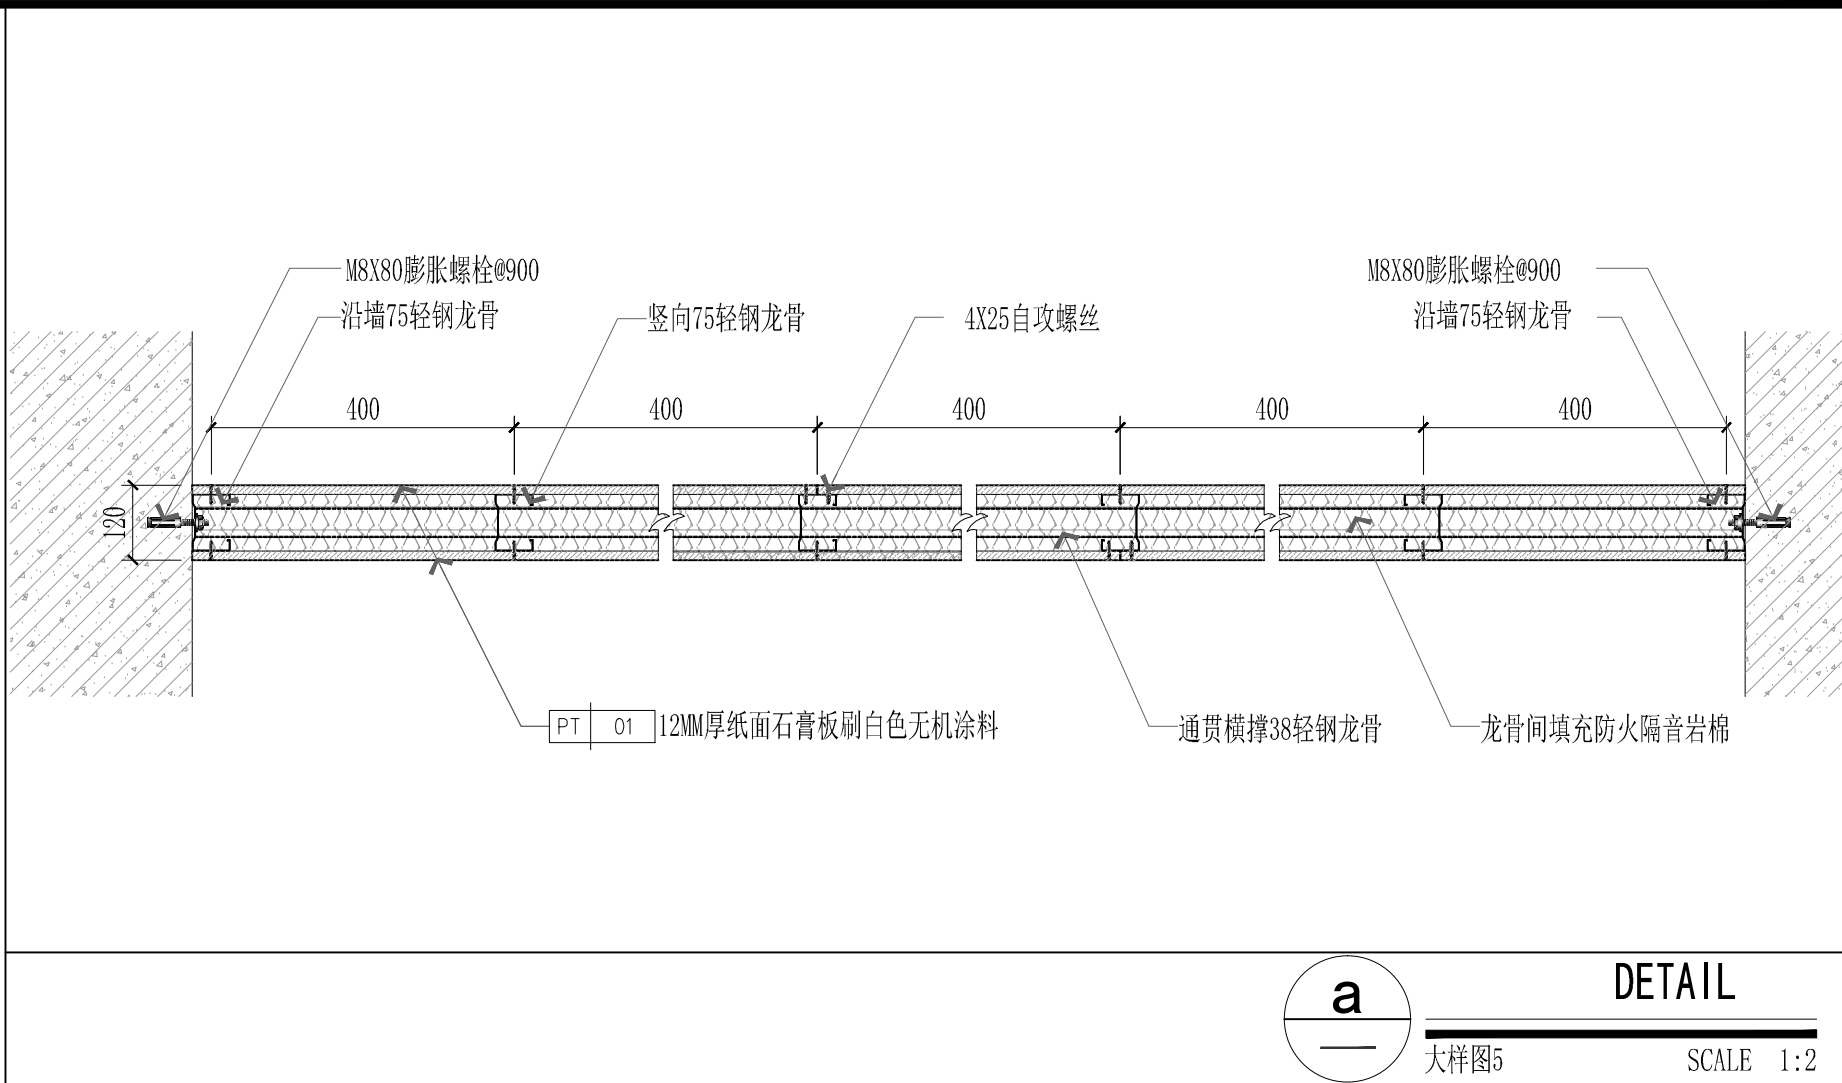 M8X80膨胀螺栓@900
M8X80膨胀螺栓@900
沿墙75轻钢龙骨
竖向75轻钢龙骨
4X25自攻螺丝
沿墙75轻钢龙骨
400
400
400
400
400
120
PT 01 12MM厚纸面石膏板刷白色无机涂料
通贯横撑38轻钢龙骨
龙骨间填充防火隔音岩棉
a
DETAIL
大样图5
SCALE 1:2